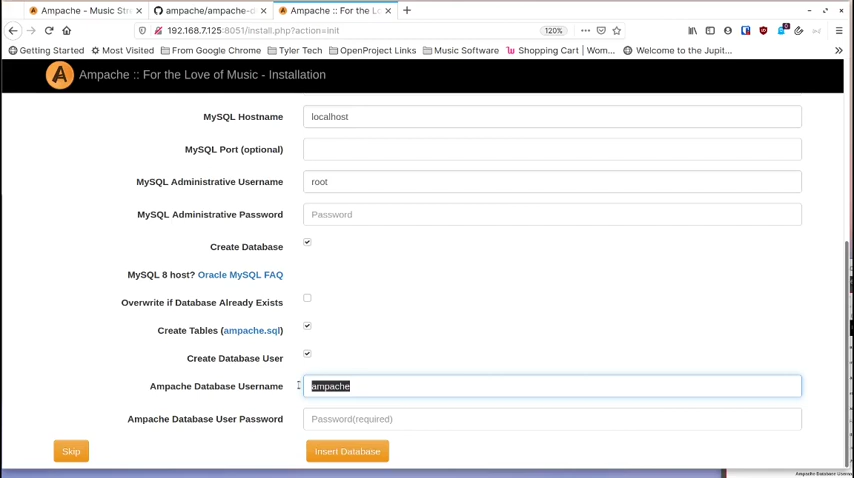 Ampache - Music Str
ampache/ampache-d
Ampache :: For the Lo
192.168.7.125:8051/install.php?action=init
120%
0
Getting Started
Most Visited
From Google Chrome
Tyler Tech
OpenProject Links
Music Software
Shopping Cart | Wom...
Welcome to the Jupit...
Ampache :: For the Love of Music - Installation
MySQL Hostname
localhost
MySQL Port (optional)
MySQL Administrative Username
root
MySQL Administrative Password
Password
Create Database
MySQL 8 host? Oracle MySQL FAQ
Overwrite if Database Already Exists
Create Tables (ampache.sql)
Create Database User
Ampache Database Username
ampache
Ampache Database User Password
Password(required)
Skip
Insert Database